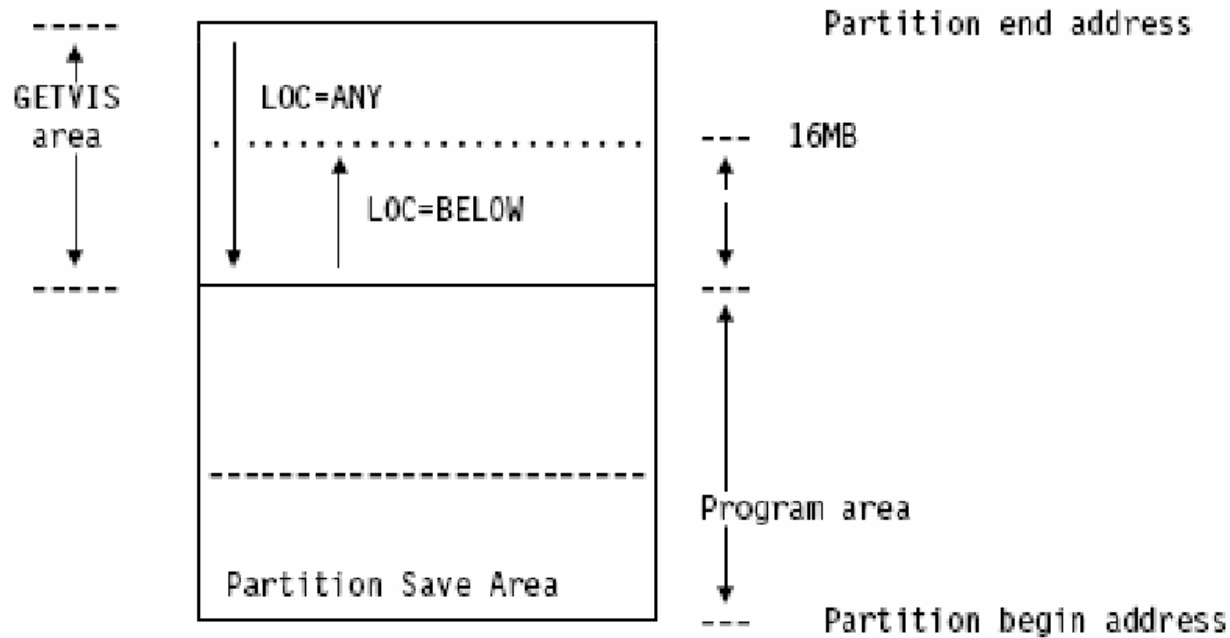 Partition end address
GETVIS
area
LOC=ANY
16MB
LOC=BELOW
Program area
Partition Save Area
Partition begin address